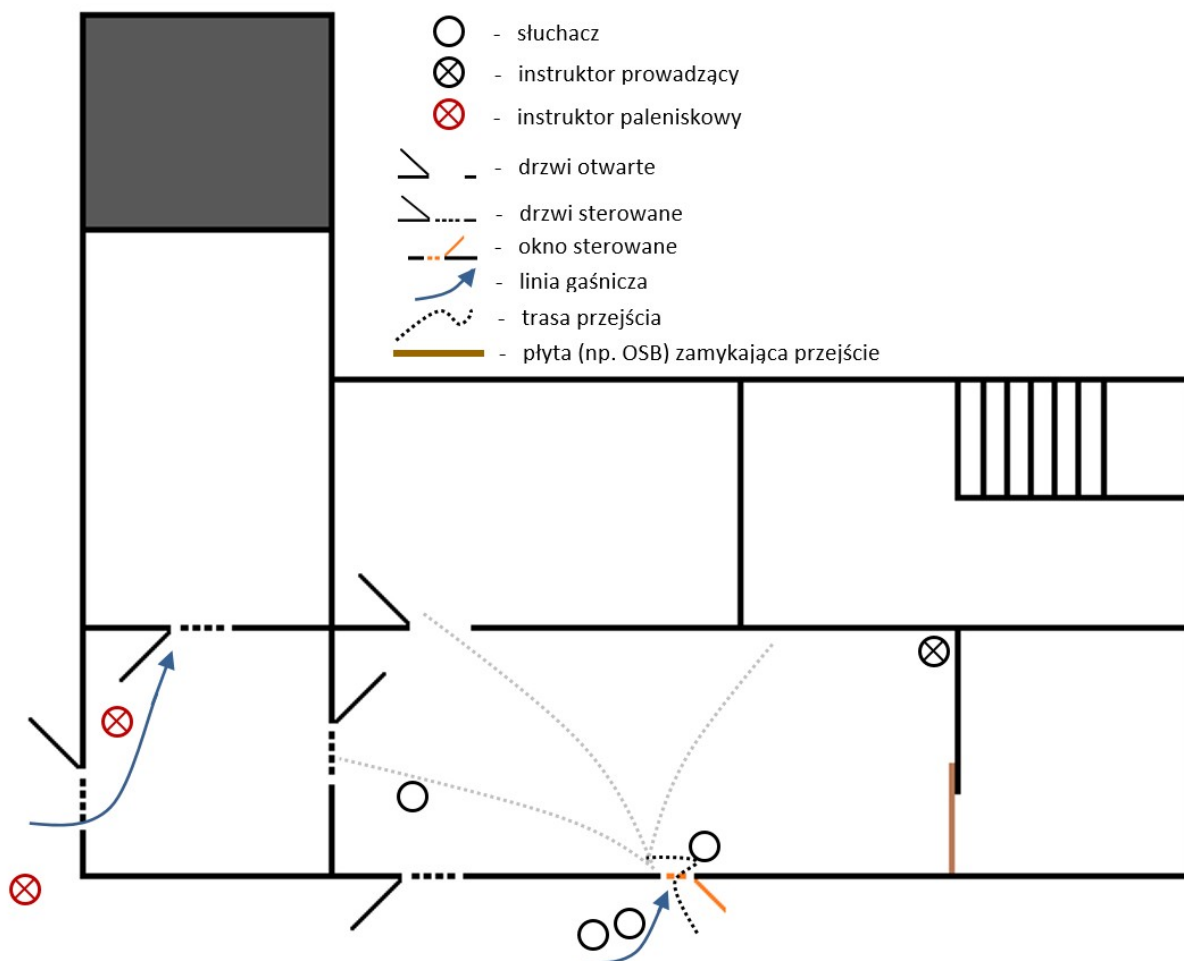 - słuchacz
- instruktor prowadzący
- instruktor paleniskowy
- drzwi otwarte
- drzwi sterowane
- okno sterowane
- linia gaśnicza
- trasa przejścia
- płyta (np. OSB) zamykająca przejście